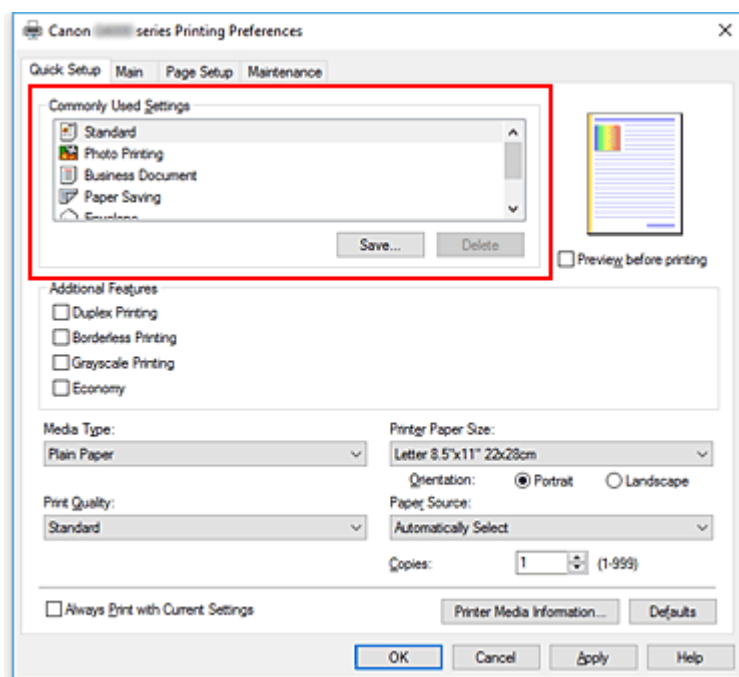 Canon series Printing Preferences
Quick Setup Main Page Setup Maintenance
Commonly Used Settings
Standard
Photo Printing
Business Document
Paper Saving
Envelope
Save... Delete
Preview before printing
Additional Features
Duplex Printing
Borderless Printing
Grayscale Printing
Economy
Media Type: Printer Paper Size:
Plain Paper Letter 8.5"x11" 22x28cm
Orientation: Portrait Landscape
Print Quality: Paper Source:
Standard Automatically Select
Copies: 1 (1-999)
Always Print with Current Settings Printer Media Information... Defaults
OK Cancel Apply Help